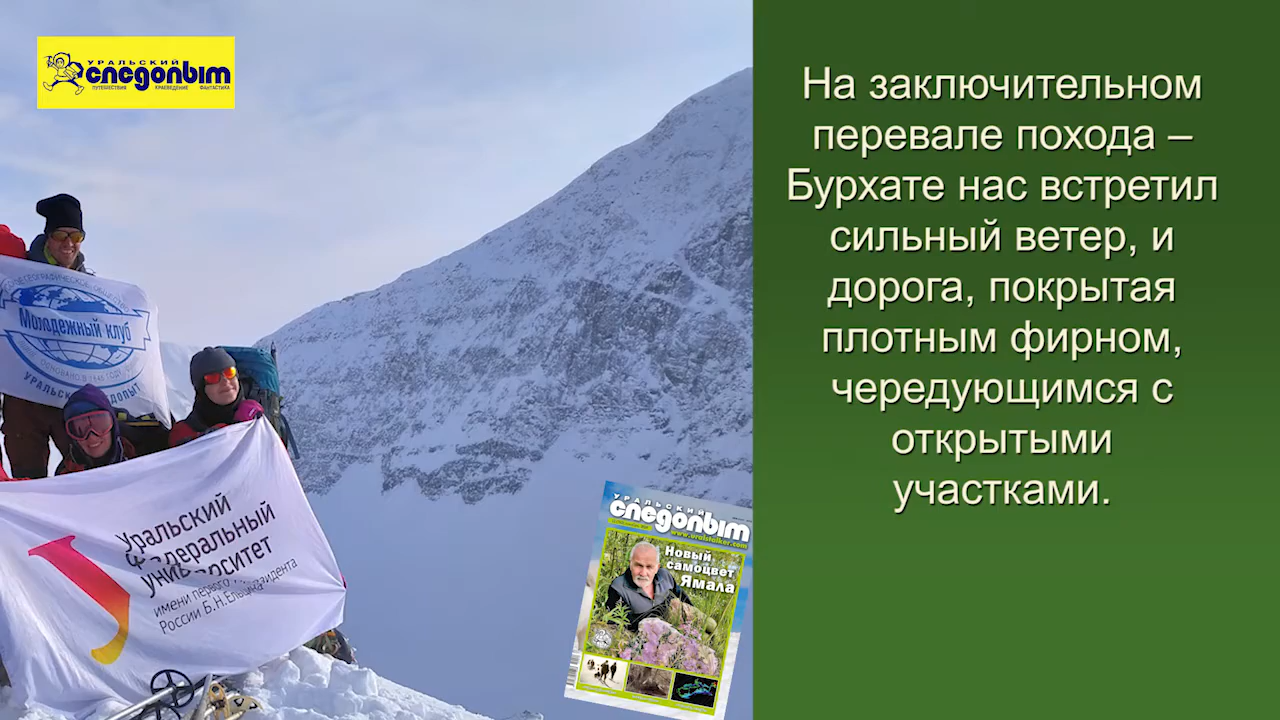 УРАЛЬСКИЙ
следопыт
ПУТЕШЕСТВИЯ КРАЕВЕДЕНИЕ ФАНТАСТИКА
На заключительном
перевале похода –
Бурхате нас встретил
сильный ветер, и
дорога, покрытая
плотным фирном,
чередующимся с
открытыми
участками.
Молодежный клуб
Уральский
Федеральный
университет
имени первого
России Б.Н.Ельцина
УРАЛЬСКИЙ
следопыт
www.uralstalker.com
Новый
самоцвет
Ямала